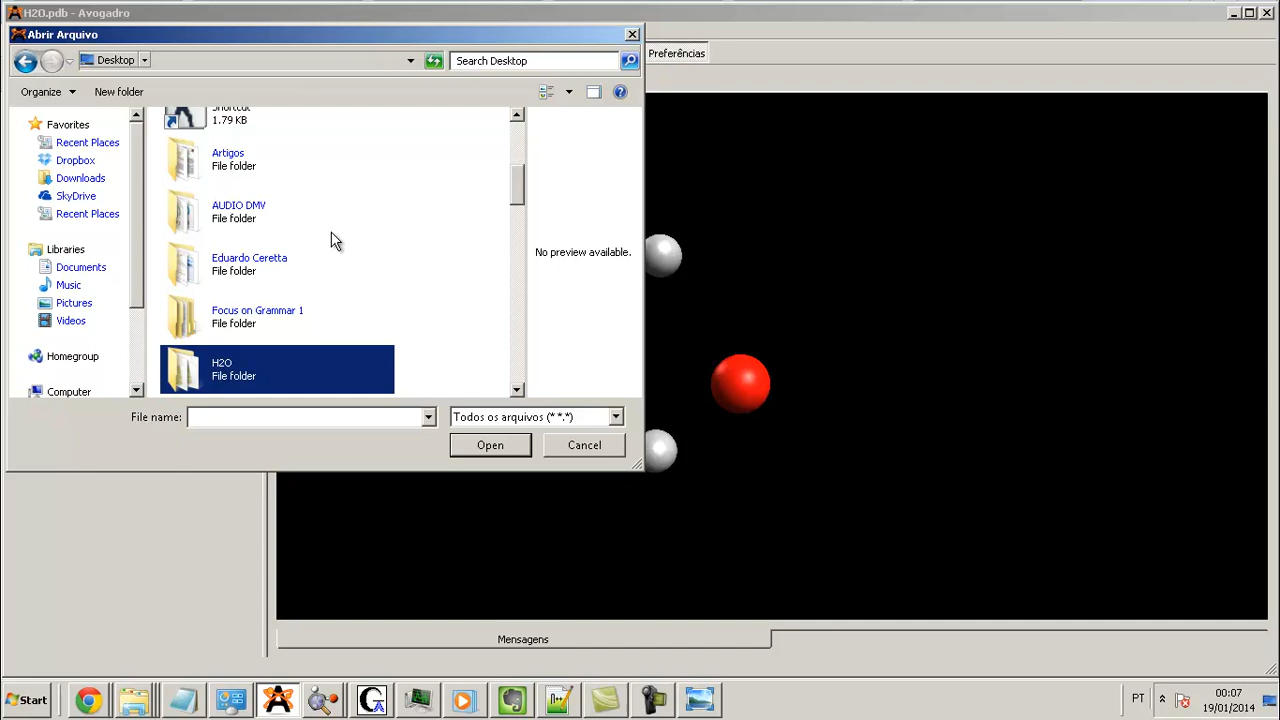 H2O.pdb - Avogadro
Abrir Arquivo
Desktop
Search Desktop
Preferências
Organize
New folder
Favorites
Recent Places
Dropbox
Downloads
SkyDrive
Recent Places
Libraries
Documents
Music
Pictures
Videos
Homegroup
Computer
Shortcut
1.79 KB
Artigos
File folder
AUDIO DMV
File folder
Eduardo Ceretta
File folder
Focus on Grammar 1
File folder
H2O
File folder
No preview available.
File name:
Todos os arquivos (* *.*)
Open
Cancel
Mensagens
Start
PT
00:07
19/01/2014